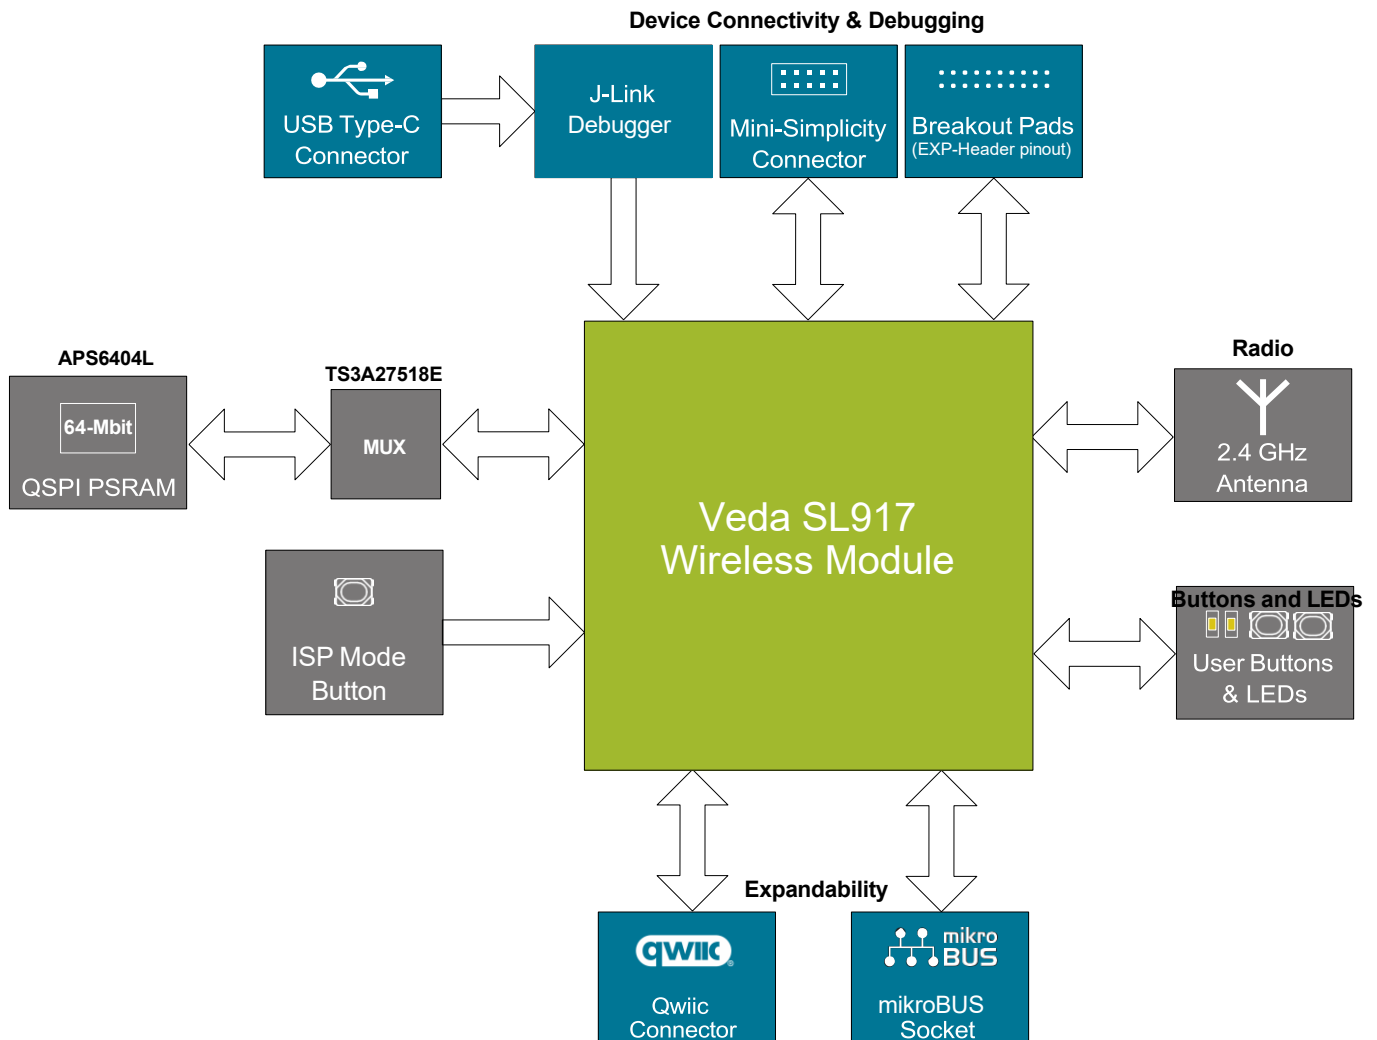 Device Connectivity & Debugging
USB Type-C
Connector
J-Link
Debugger
Mini-Simplicity
Connector
Breakout Pads
(EXP-Header pinout)
APS6404L
64-Mbit
QSPI PSRAM
TS3A27518E
MUX
Veda SL917
Wireless Module
Radio
2.4 GHz
Antenna
ISP Mode
Button
Buttons and LEDs
User Buttons
& LEDs
Expandability
qwiic®
Qwiic
Connector
mikro
BUS
mikroBUS
Socket